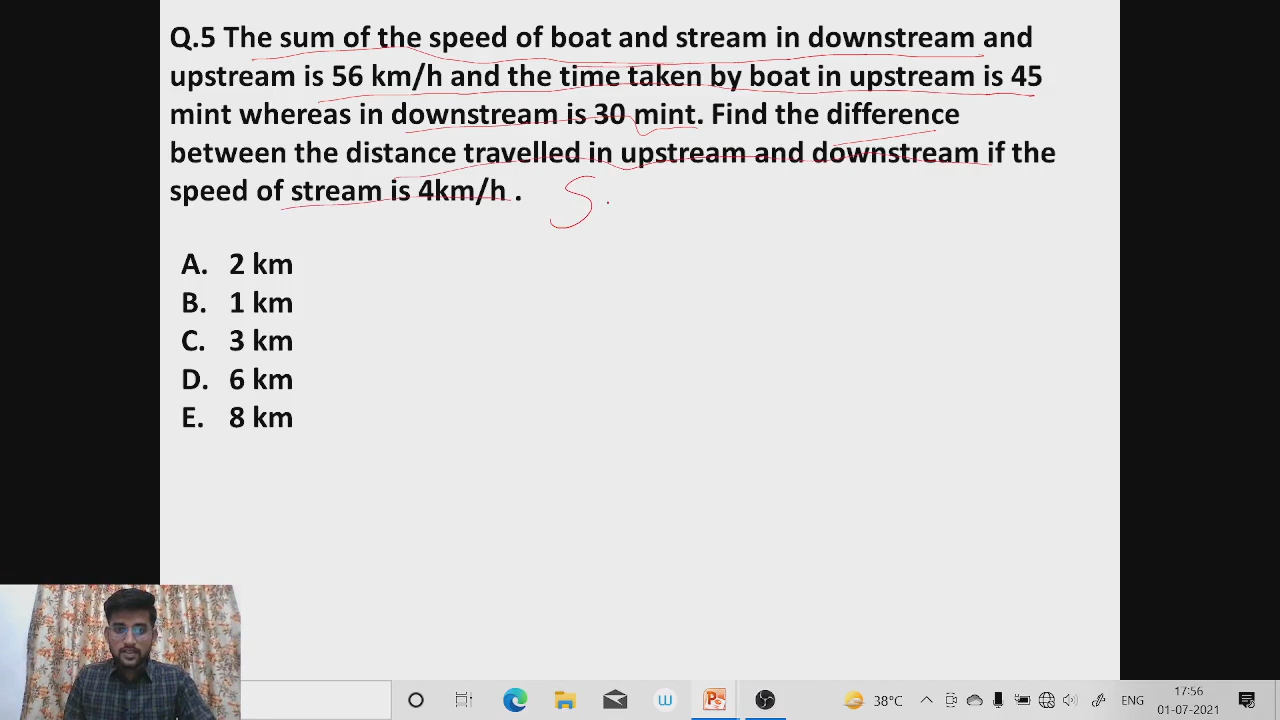 Q.5 The sum of the speed of boat and stream in downstream and
upstream is 56 km/h and the time taken by boat in upstream is 45
mint whereas in downstream is 30 mint. Find the difference
between the distance travelled in upstream and downstream if the
speed of stream is 4km/h .
S
A. 2 km
B. 1 km
C. 3 km
D. 6 km
E. 8 km
38°C
ENG
17:56
01-07-2021